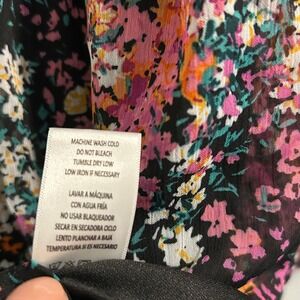 MACHINE WASH COLD
DO NOT BLEACH
TUMBLE DRY LOW
LOW IRON IF NECESSARY
LAVAR A MÁQUINA
CON AGUA FRÍA
NO USAR BLAQUEADOR
SECAR EN SECADORA CICLO
LENTO PLANCHAR A BAJA
TEMPERATURA SI ES NECESARIO